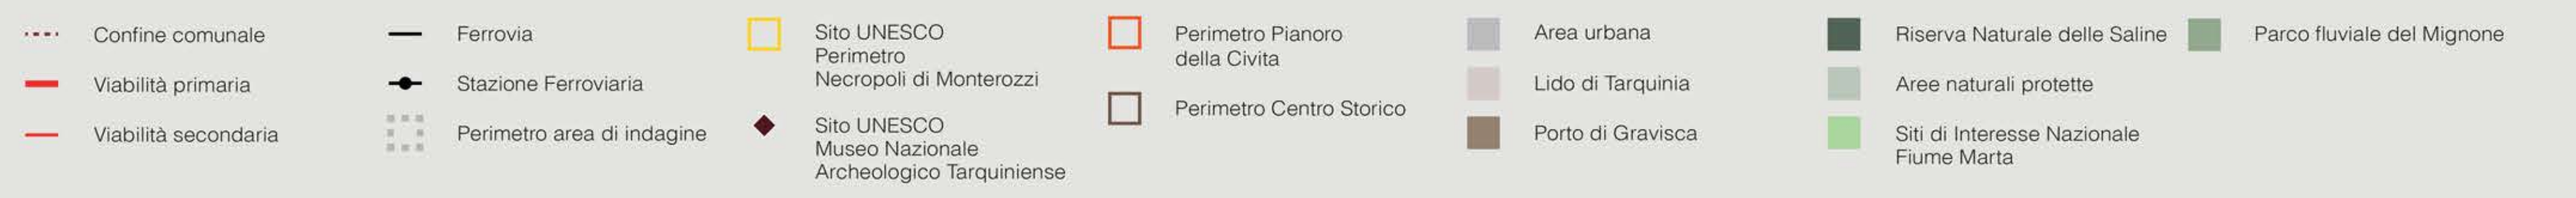 Confine comunale
Viabilità primaria
Viabilità secondaria
Ferrovia
Stazione Ferroviaria
Perimetro area di indagine
Sito UNESCO
Perimetro
Necropoli di Monterozzi
Sito UNESCO
Museo Nazionale
Archeologico Tarquiniense
Perimetro Pianoro
della Civita
Perimetro Centro Storico
Area urbana
Lido di Tarquinia
Porto di Gravisca
Riserva Naturale delle Saline
Aree naturali protette
Siti di Interesse Nazionale
Fiume Marta
Parco fluviale del Mignone